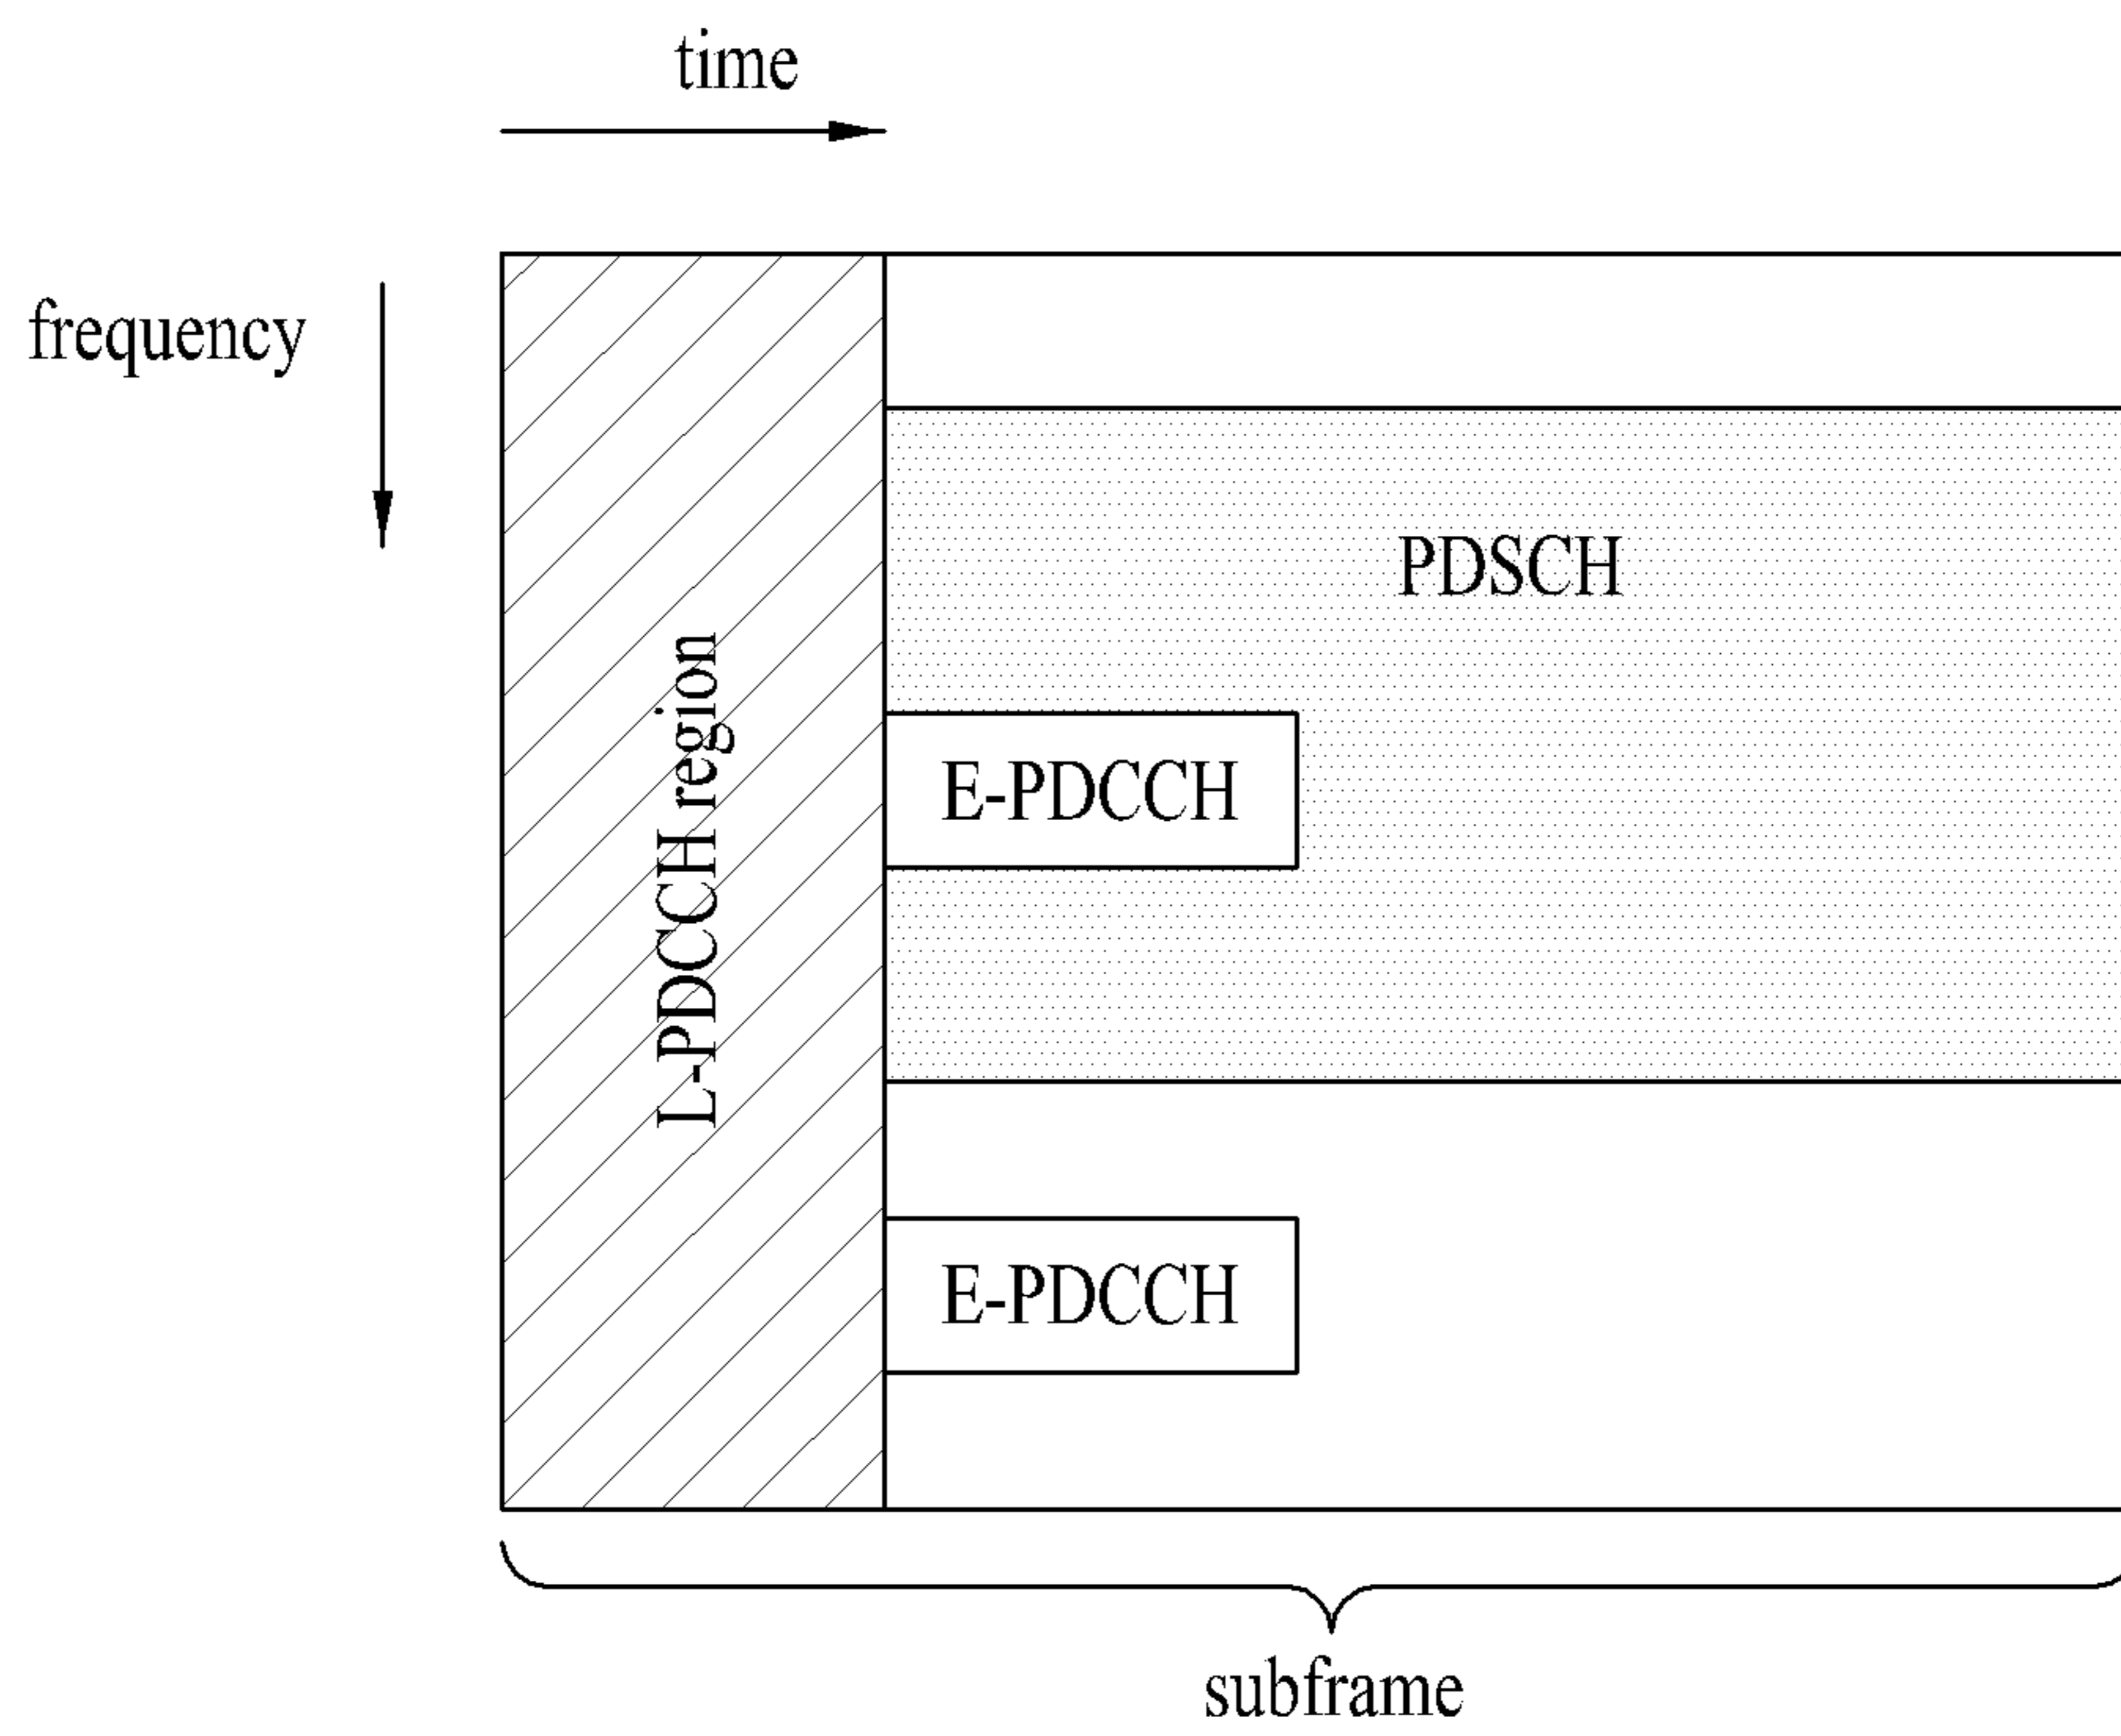 time
frequency
PDSCH
L-PDCCH region
E-PDCCH
E-PDCCH
subframe